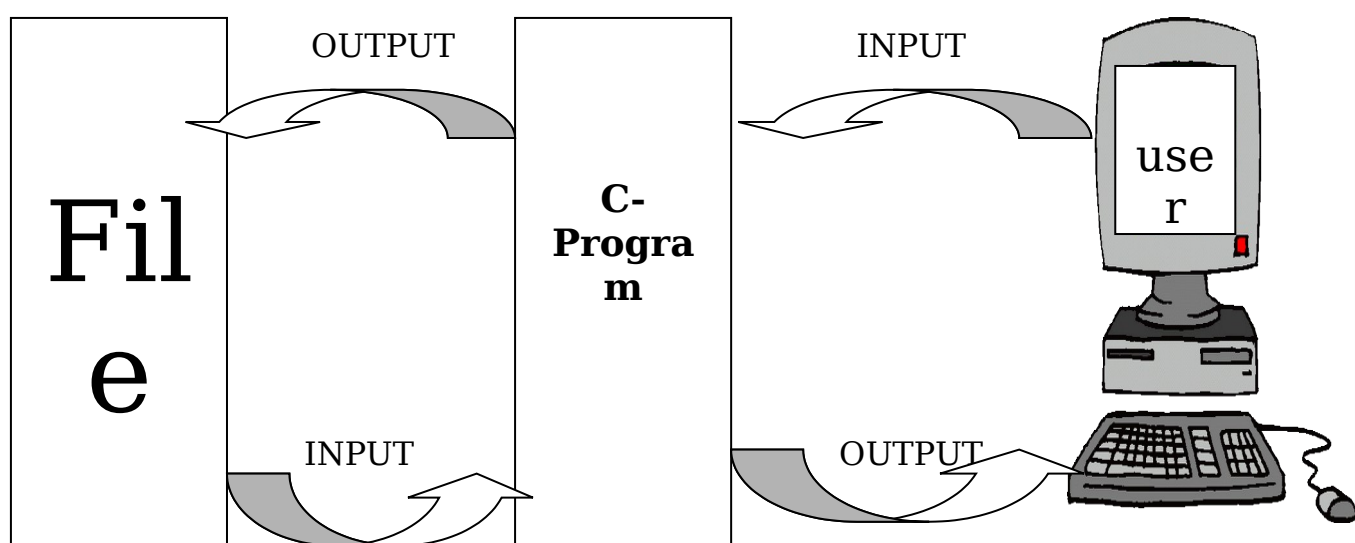 OUTPUT
INPUT
Fil
e
C-
Progra
m
use
r
INPUT
OUTPUT